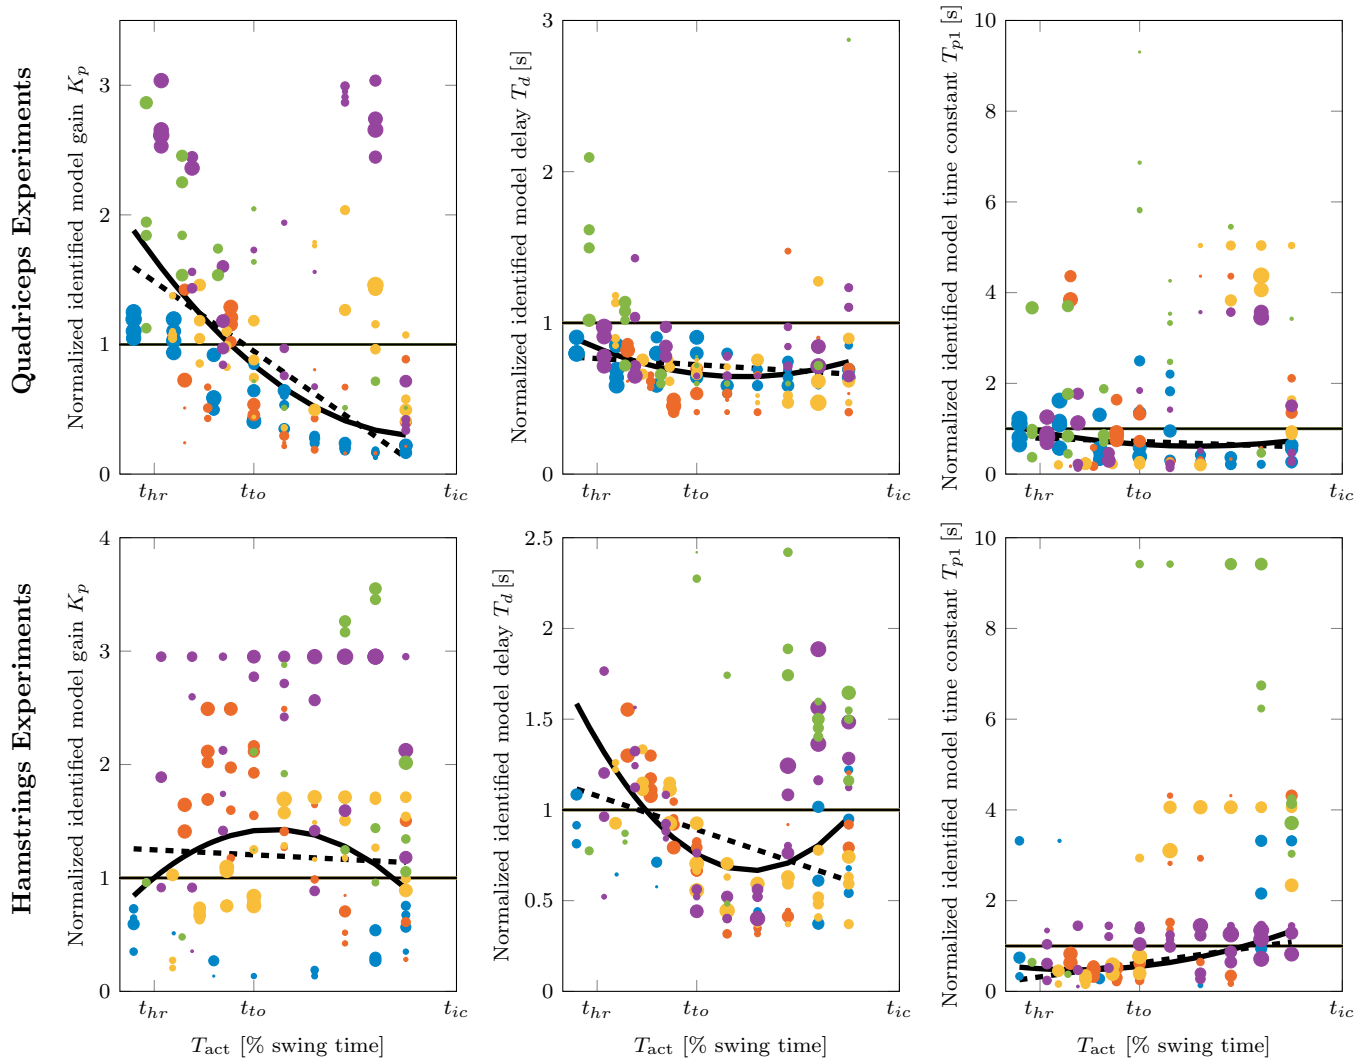 Quadriceps Experiments
Normalized identified model gain K_p
3
2
1
0
t_hr
t_to
t_ic
Normalized identified model delay T_d [s]
3
2
1
0
t_hr
t_to
t_ic
Normalized identified model time constant T_p1 [s]
10
8
6
4
2
0
t_hr
t_to
t_ic
Hamstrings Experiments
Normalized identified model gain K_p
4
3
2
1
0
t_hr
t_to
t_ic
T_act [% swing time]
Normalized identified model delay T_d [s]
2.5
2
1.5
1
0.5
0
t_hr
t_to
t_ic
T_act [% swing time]
Normalized identified model time constant T_p1 [s]
10
8
6
4
2
0
t_hr
t_to
t_ic
T_act [% swing time]